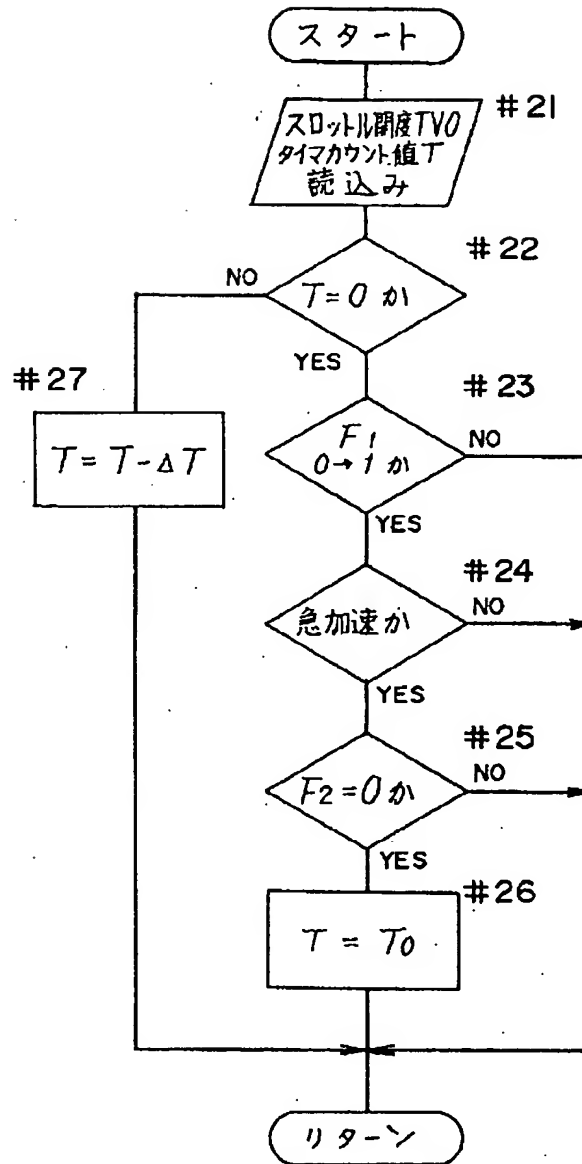 スタート
#21
スロットル開度TVO
タイマカウント値T
読込み
#22
T=0か
NO
YES
#27
T=T-ΔT
#23
F1
0→1か
NO
YES
#24
急加速か
NO
YES
#25
F2=0か
NO
YES
#26
T = T0
リターン